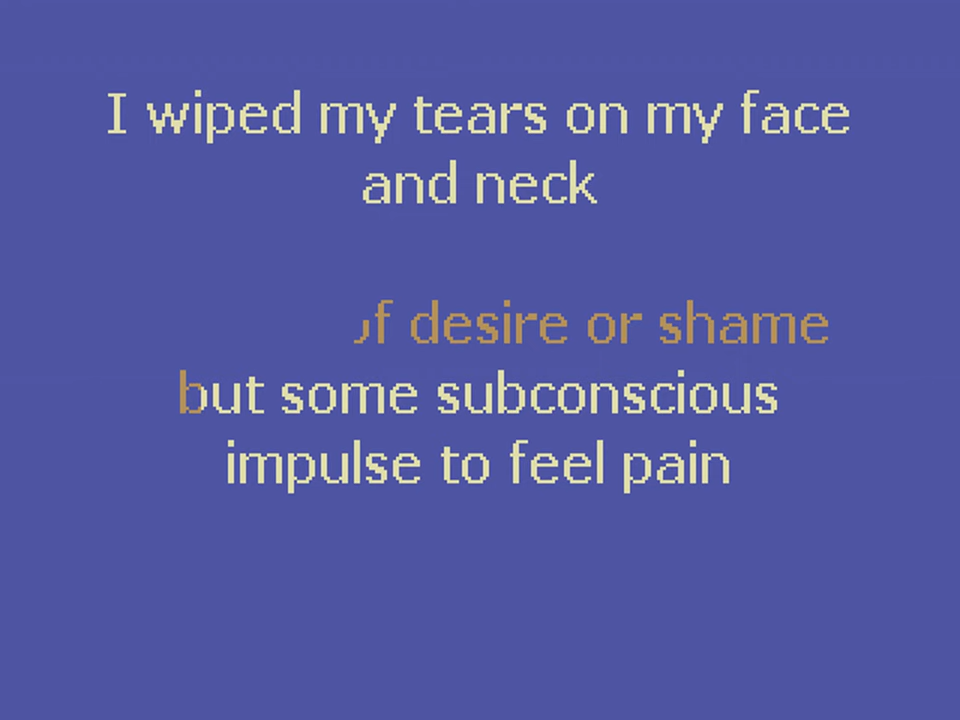 I wiped my tears on my face
and neck
of desire or shame
but some subconscious
impulse to feel pain